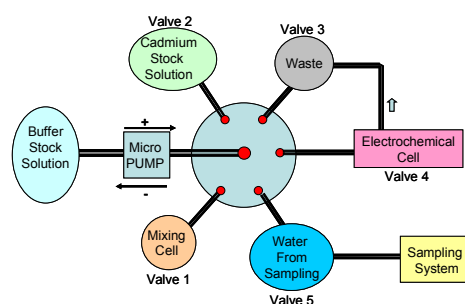 Valve 2
Cadmium
Stock
Solution
Valve 3
Waste
Buffer
Stock
Solution
+
Micro
PUMP
-
Electrochemical
Cell
Valve 4
Mixing
Cell
Valve 1
Water
From
Sampling
Valve 5
Sampling
System